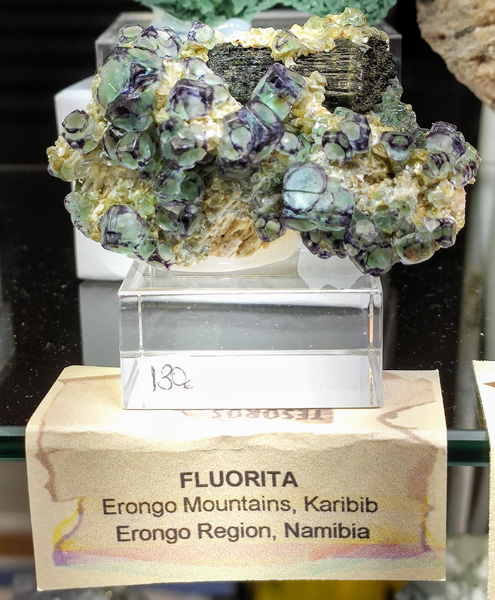 130€
TESOROS
FLUORITA
Erongo Mountains, Karibib
Erongo Region, Namibia